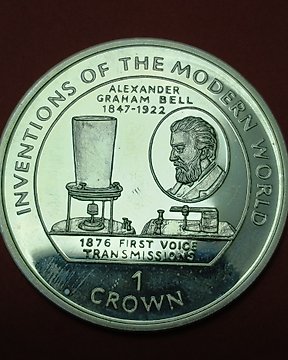 INVENTIONS OF THE MODERN WORLD
ALEXANDER
GRAHAM BELL
1847-1922
1876 FIRST VOICE
TRANSMISSIONS
1
CROWN